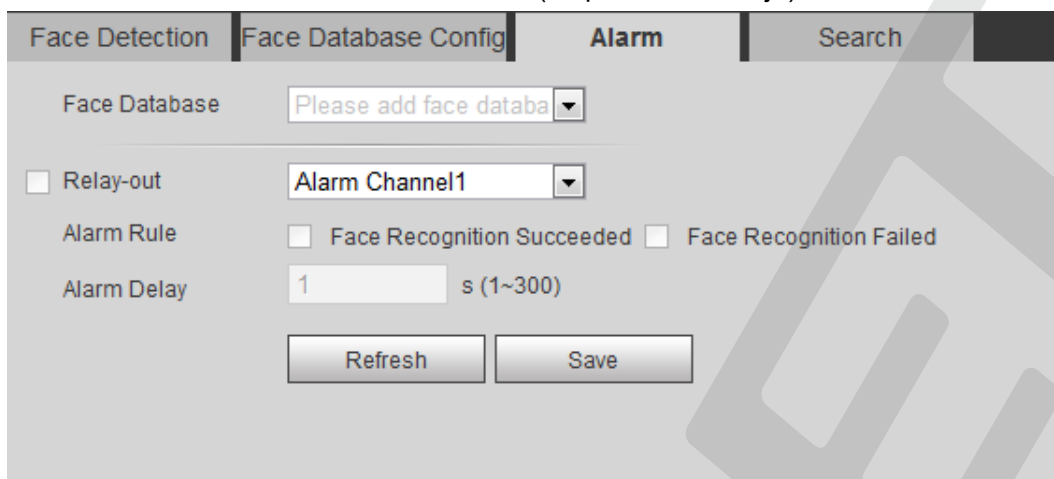 Face Detection Face Database Config Alarm Search
Face Database Please add face databa
Relay-out Alarm Channel1
Alarm Rule Face Recognition Succeeded Face Recognition Failed
Alarm Delay 1 s (1~300)
Refresh Save